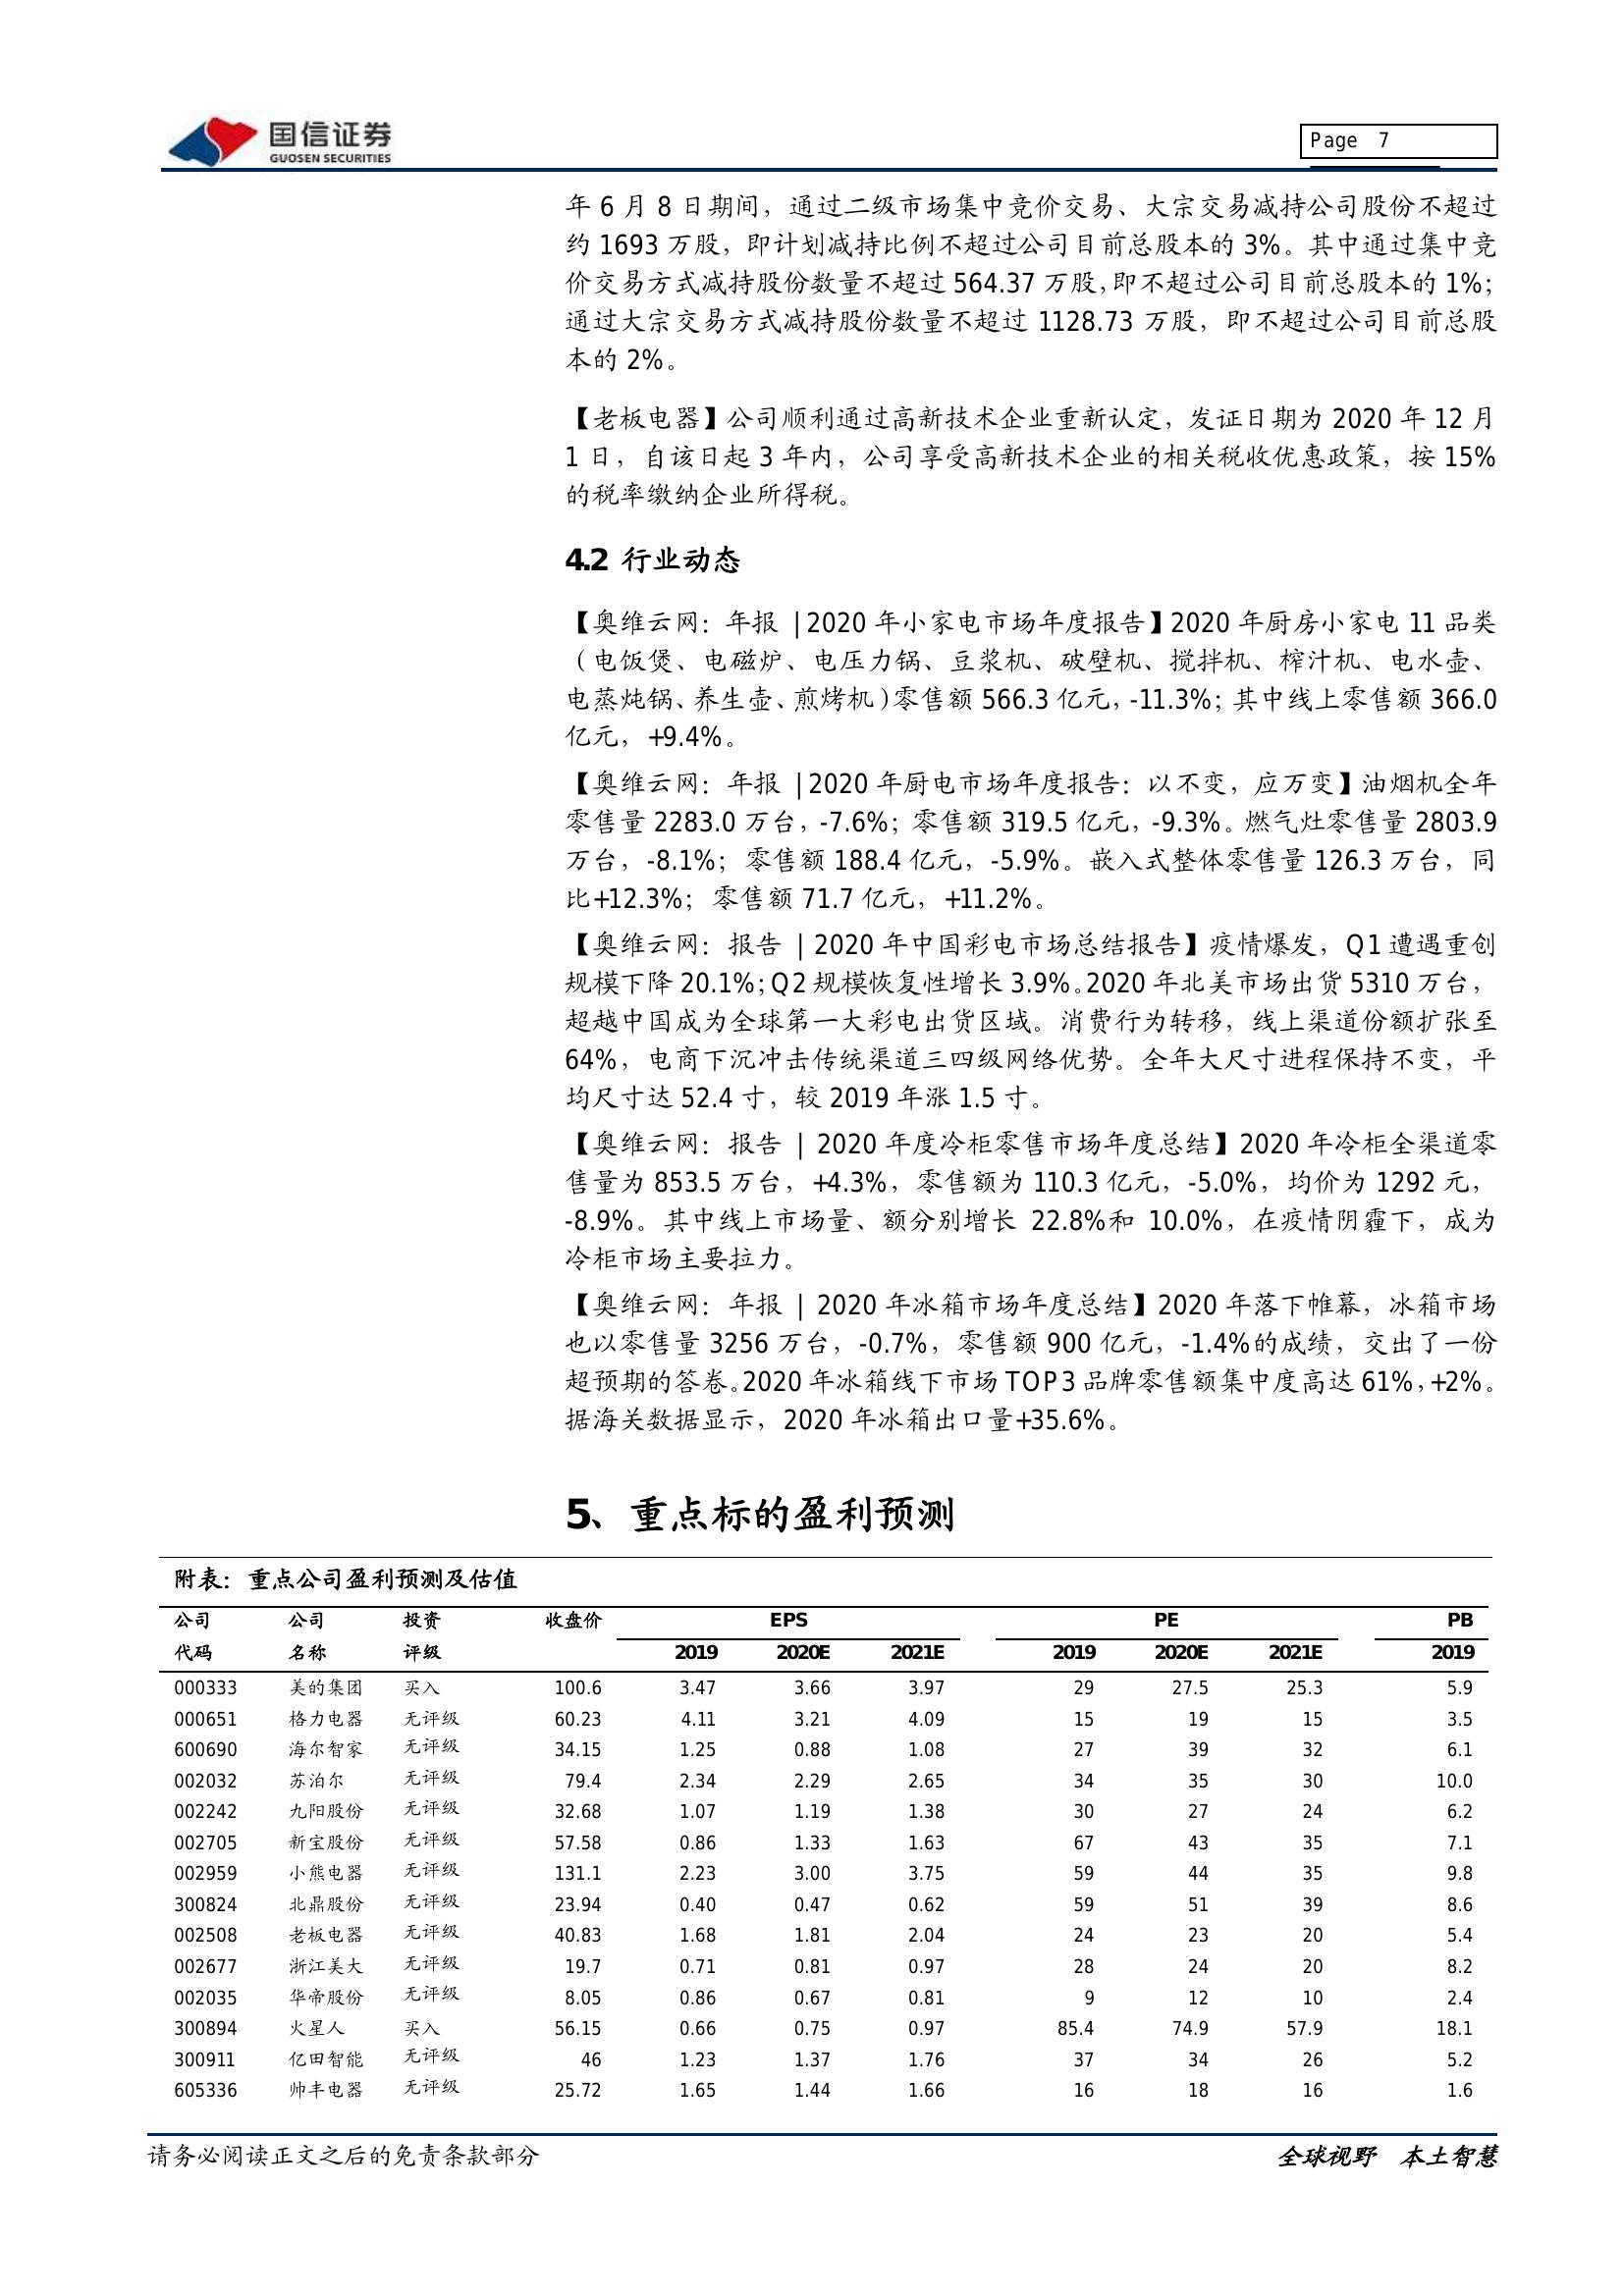 国信证券
GUOSEN SECURITIES
Page 7
年 6 月 8 日期间，通过二级市场集中竞价交易、大宗交易减持公司股份不超过
约 1693 万股，即计划减持比例不超过公司目前总股本的 3%。其中通过集中竞
价交易方式减持股份数量不超过 564.37 万股，即不超过公司目前总股本的 1%；
通过大宗交易方式减持股份数量不超过 1128.73 万股，即不超过公司目前总股
本的 2%。
【老板电器】公司顺利通过高新技术企业重新认定，发证日期为 2020 年 12 月
1 日，自该日起 3 年内，公司享受高新技术企业的相关税收优惠政策，按 15%
的税率缴纳企业所得税。
4.2 行业动态
【奥维云网：年报 |2020 年小家电市场年度报告】2020 年厨房小家电 11 品类
（电饭煲、电磁炉、电压力锅、豆浆机、破壁机、搅拌机、榨汁机、电水壶、
电蒸炖锅、养生壶、煎烤机）零售额 566.3 亿元，-11.3%；其中线上零售额 366.0
亿元，+9.4%。
【奥维云网：年报 |2020 年厨电市场年度报告：以不变，应万变】油烟机全年
零售量 2283.0 万台，-7.6%；零售额 319.5 亿元，-9.3%。燃气灶零售量 2803.9
万台，-8.1%；零售额 188.4 亿元，-5.9%。嵌入式整体零售量 126.3 万台，同
比+12.3%；零售额 71.7 亿元，+11.2%。
【奥维云网：报告 | 2020 年中国彩电市场总结报告】疫情爆发，Q1 遭遇重创
规模下降 20.1%；Q2 规模恢复性增长 3.9%。2020 年北美市场出货 5310 万台，
超越中国成为全球第一大彩电出货区域。消费行为转移，线上渠道份额扩张至
64%，电商下沉冲击传统渠道三四级网络优势。全年大尺寸进程保持不变，平
均尺寸达 52.4 寸，较 2019 年涨 1.5 寸。
【奥维云网：报告 | 2020 年度冷柜零售市场年度总结】2020 年冷柜全渠道零
售量为 853.5 万台，+4.3%，零售额为 110.3 亿元，-5.0%，均价为 1292 元，
-8.9%。其中线上市场量、额分别增长 22.8%和 10.0%，在疫情阴霾下，成为
冷柜市场主要拉力。
【奥维云网：年报 | 2020 年冰箱市场年度总结】2020 年落下帷幕，冰箱市场
也以零售量 3256 万台，-0.7%，零售额 900 亿元，-1.4%的成绩，交出了一份
超预期的答卷。2020 年冰箱线下市场 TOP3 品牌零售额集中度高达 61%，+2%。
据海关数据显示，2020 年冰箱出口量+35.6%。
5、重点标的盈利预测
附表：重点公司盈利预测及估值
公司 公司 投资 收盘价 EPS PE PB
代码 名称 评级 2019 2020E 2021E 2019 2020E 2021E 2019
000333 美的集团 买入 100.6 3.47 3.66 3.97 29 27.5 25.3 5.9
000651 格力电器 无评级 60.23 4.11 3.21 4.09 15 19 15 3.5
600690 海尔智家 无评级 34.15 1.25 0.88 1.08 27 39 32 6.1
002032 苏泊尔 无评级 79.4 2.34 2.29 2.65 34 35 30 10.0
002242 九阳股份 无评级 32.68 1.07 1.19 1.38 30 27 24 6.2
002705 新宝股份 无评级 57.58 0.86 1.33 1.63 67 43 35 7.1
002959 小熊电器 无评级 131.1 2.23 3.00 3.75 59 44 35 9.8
300824 北鼎股份 无评级 23.94 0.40 0.47 0.62 59 51 39 8.6
002508 老板电器 无评级 40.83 1.68 1.81 2.04 24 23 20 5.4
002677 浙江美大 无评级 19.7 0.71 0.81 0.97 28 24 20 8.2
002035 华帝股份 无评级 8.05 0.86 0.67 0.81 9 12 10 2.4
300894 火星人 买入 56.15 0.66 0.75 0.97 85.4 74.9 57.9 18.1
300911 亿田智能 无评级 46 1.23 1.37 1.76 37 34 26 5.2
605336 帅丰电器 无评级 25.72 1.65 1.44 1.66 16 18 16 1.6
请务必阅读正文之后的免责条款部分 全球视野 本土智慧